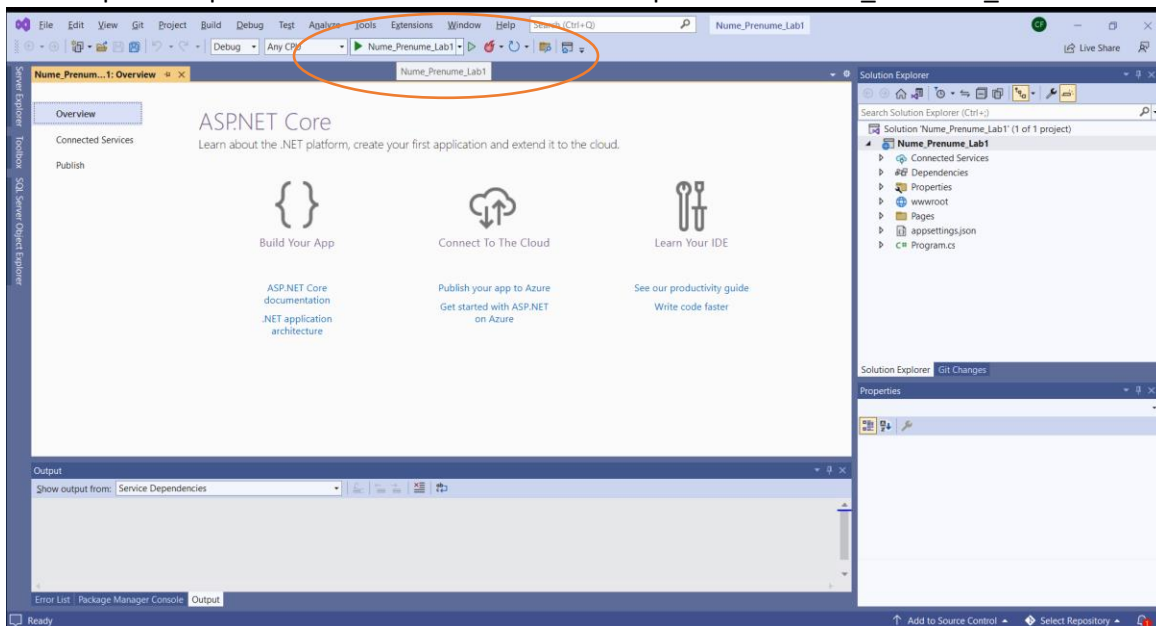 File Edit View Git Project Build Debug Test Analyze Tools Extensions Window Help Search (Ctrl+Q) Nume_Prenume_Lab1 CF
Debug Any CPU Nume_Prenume_Lab1 Live Share
Nume_Prenum...1: Overview
Nume_Prenume_Lab1
Server Explorer
Toolbox
SQL Server Object Explorer
Overview
Connected Services
Publish
ASP.NET Core
Learn about the .NET platform, create your first application and extend it to the cloud.
Build Your App
Connect To The Cloud
Learn Your IDE
ASP.NET Core
documentation
.NET application
architecture
Publish your app to Azure
Get started with ASP.NET
on Azure
See our productivity guide
Write code faster
Solution Explorer
Search Solution Explorer (Ctrl+;)
Solution 'Nume_Prenume_Lab1' (1 of 1 project)
Nume_Prenume_Lab1
Connected Services
Dependencies
Properties
wwwroot
Pages
appsettings.json
C# Program.cs
Solution Explorer Git Changes
Properties
Output
Show output from: Service Dependencies
Error List Package Manager Console Output
Ready
Add to Source Control Select Repository